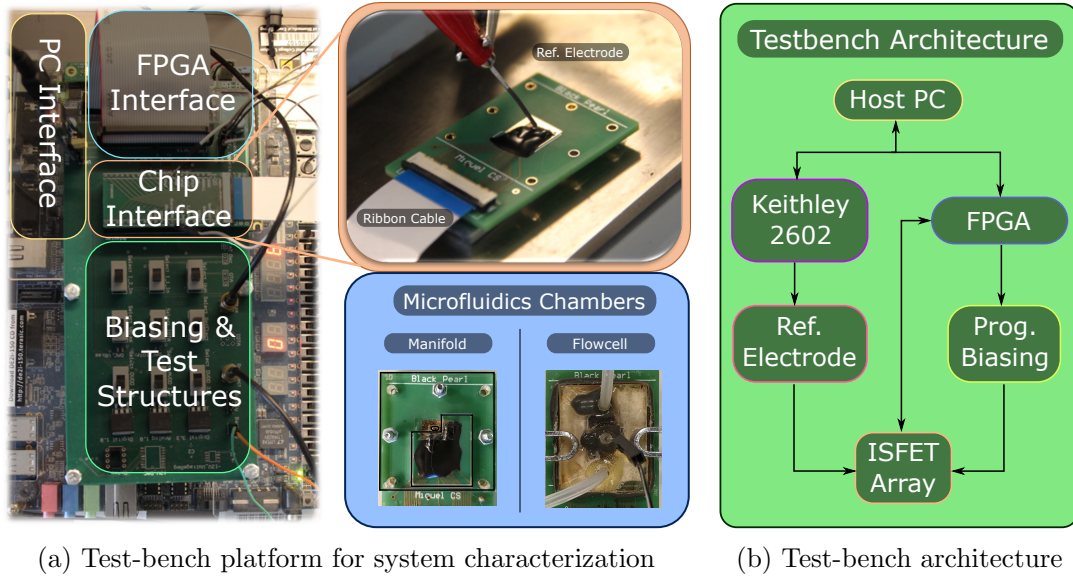 PC Interface
FPGA
Interface
Chip
Interface
Biasing &
Test
Structures
Ref. Electrode
Black Pearl
Miquel CS
Ribbon Cable
Microfluidics Chambers
Manifold
Flowcell
Black Pearl
Miquel CS
Black Pearl
Testbench Architecture
Host PC
Keithley
2602
FPGA
Ref.
Electrode
Prog.
Biasing
ISFET
Array
(a) Test-bench platform for system characterization
(b) Test-bench architecture